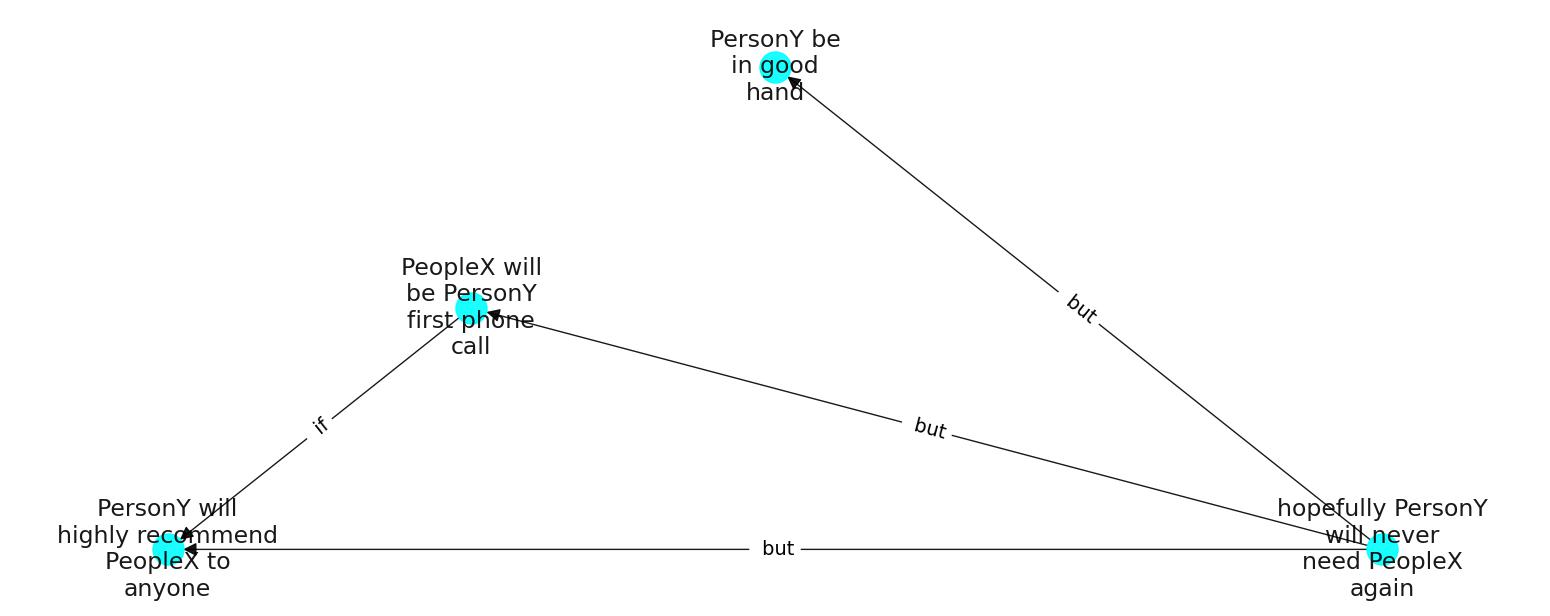 PersonY be
in good
hand
PeopleX will
be PersonY
first phone
call
but
but
if
PersonY will
highly recommend
PeopleX to
anyone
but
hopefully PersonY
will never
need PeopleX
again